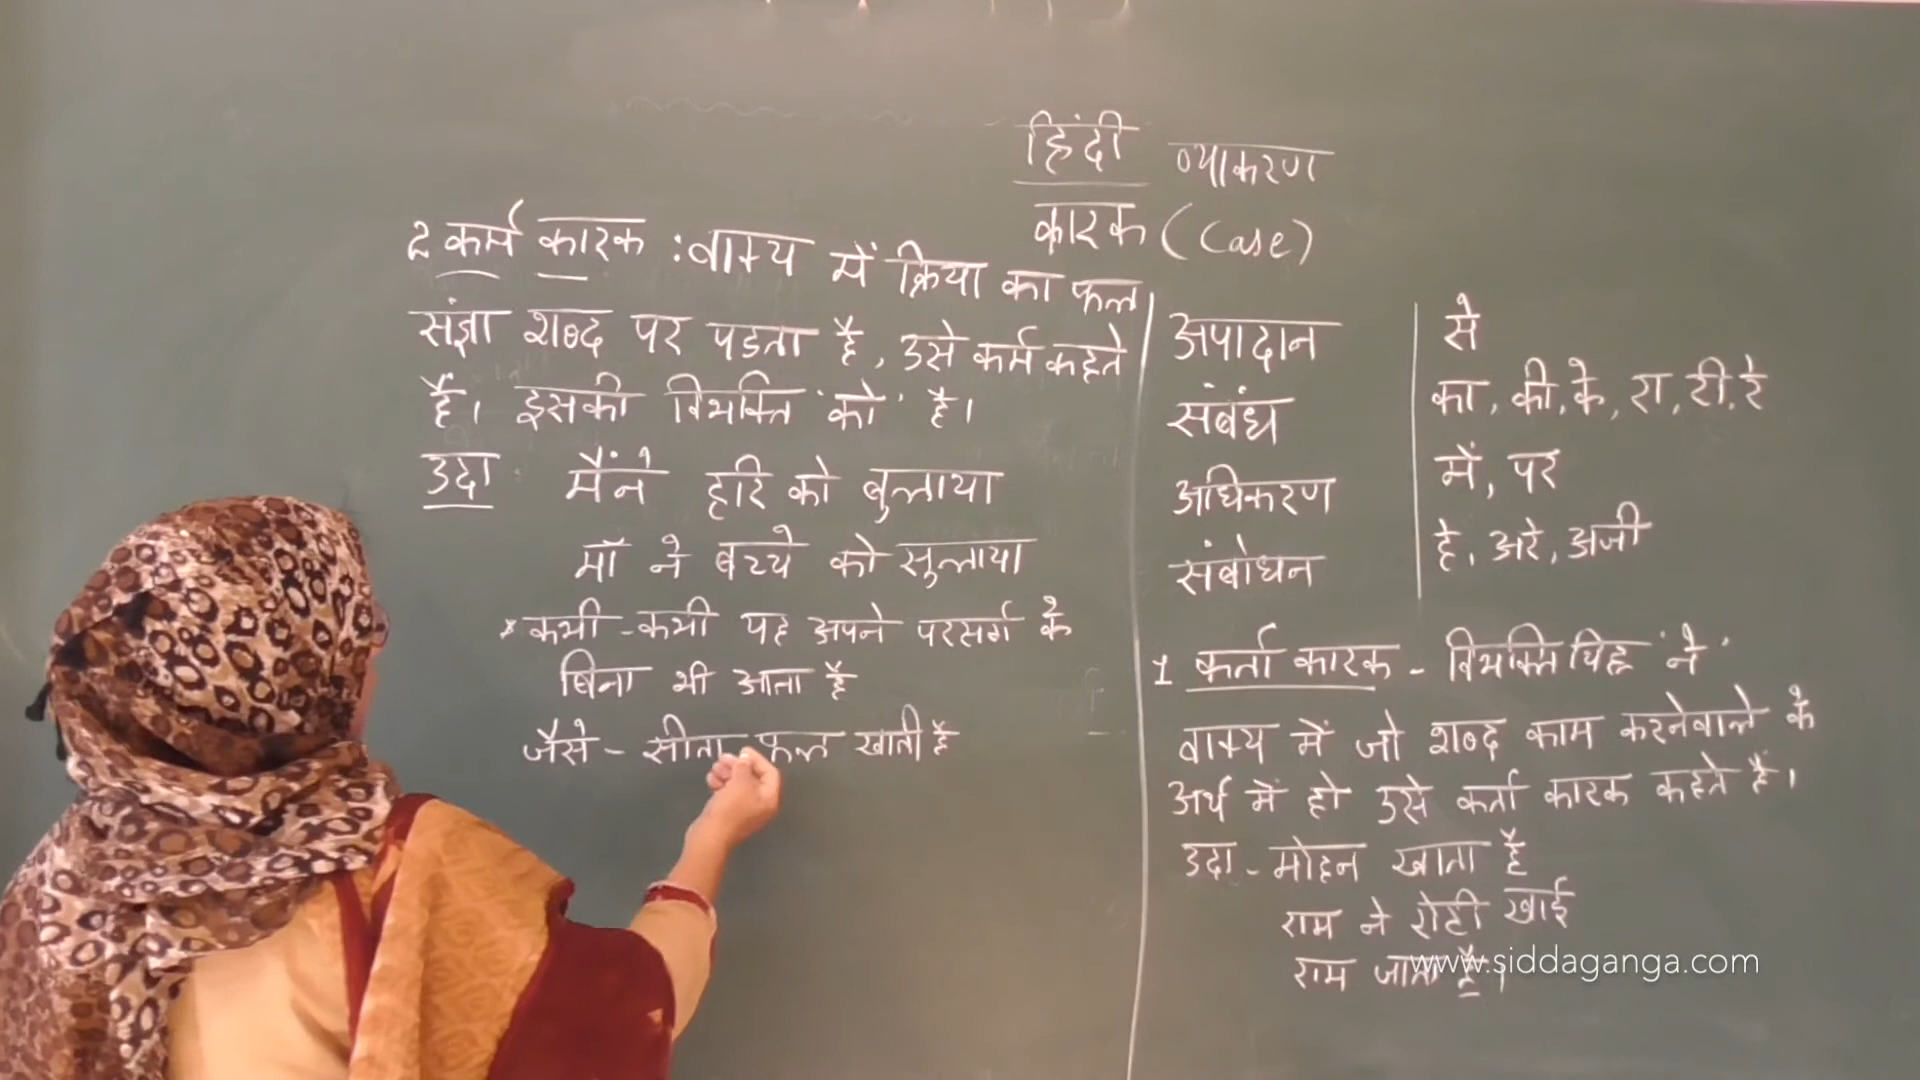 हिंदी व्याकरण
कारक (Case)
2 कर्म कारक : वाक्य में क्रिया का फल
संज्ञा शब्द पर पडता है, उसे कर्म कहते
हैं। इसकी विभक्ति 'को' है।
उदा मैंने हरि को बुलाया
माँ ने बच्चे को सुलाया
* कभी-कभी यह अपने परसर्ग के
बिना भी आता है
जैसे - सीता फल खाती है
अपादान से
संबंध का, की, के, रा, री, रे
अधिकरण में, पर
संबोधन हे, अरे, अजी
1 कर्ता कारक - विभक्ति चिह्न 'ने'
वाक्य में जो शब्द काम करनेवाले के
अर्थ में हो उसे कर्ता कारक कहते हैं।
उदा - मोहन खाता है
राम ने रोटी खाई
राम जाता है।
www.siddaganga.com